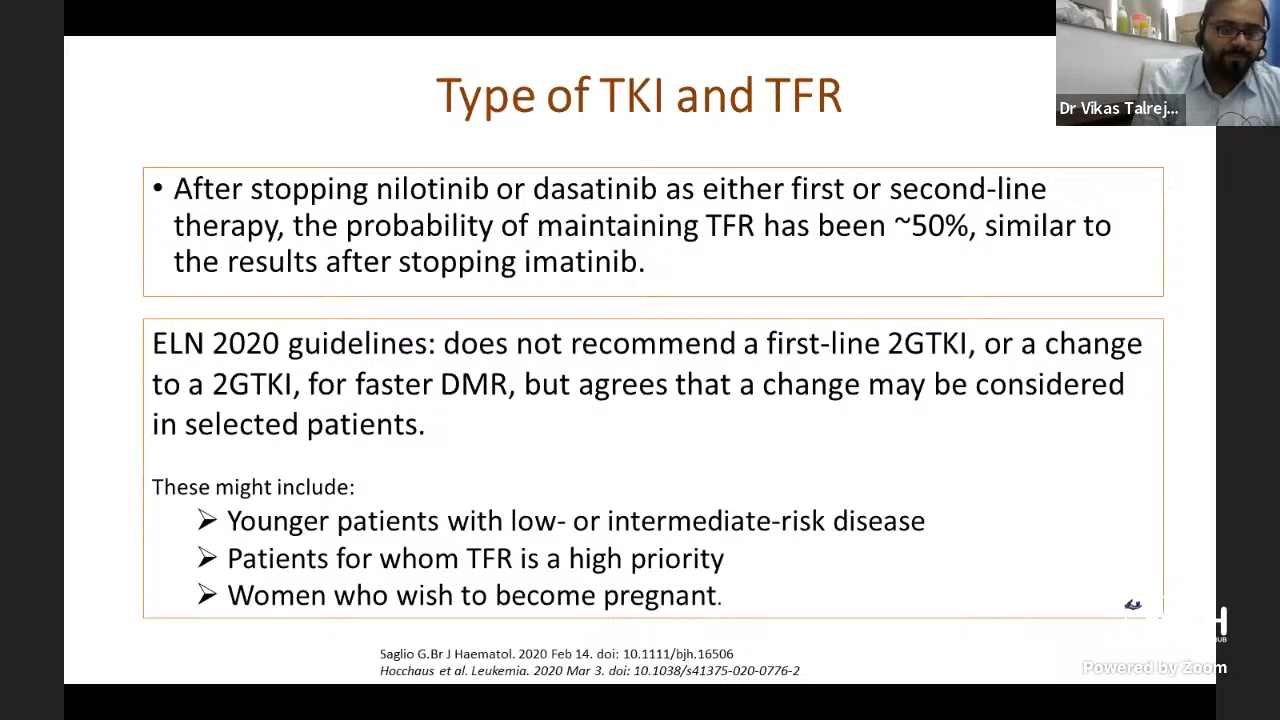 Type of TKI and TFR
Dr Vikas Talrej...
• After stopping nilotinib or dasatinib as either first or second-line
therapy, the probability of maintaining TFR has been ~50%, similar to
the results after stopping imatinib.
ELN 2020 guidelines: does not recommend a first-line 2GTKI, or a change
to a 2GTKI, for faster DMR, but agrees that a change may be considered
in selected patients.
These might include:
➢ Younger patients with low- or intermediate-risk disease
➢ Patients for whom TFR is a high priority
➢ Women who wish to become pregnant.
Saglio G.Br J Haematol. 2020 Feb 14. doi: 10.1111/bjh.16506
Hocchaus et al. Leukemia. 2020 Mar 3. doi: 10.1038/s41375-020-0776-2
Powered by Zoom